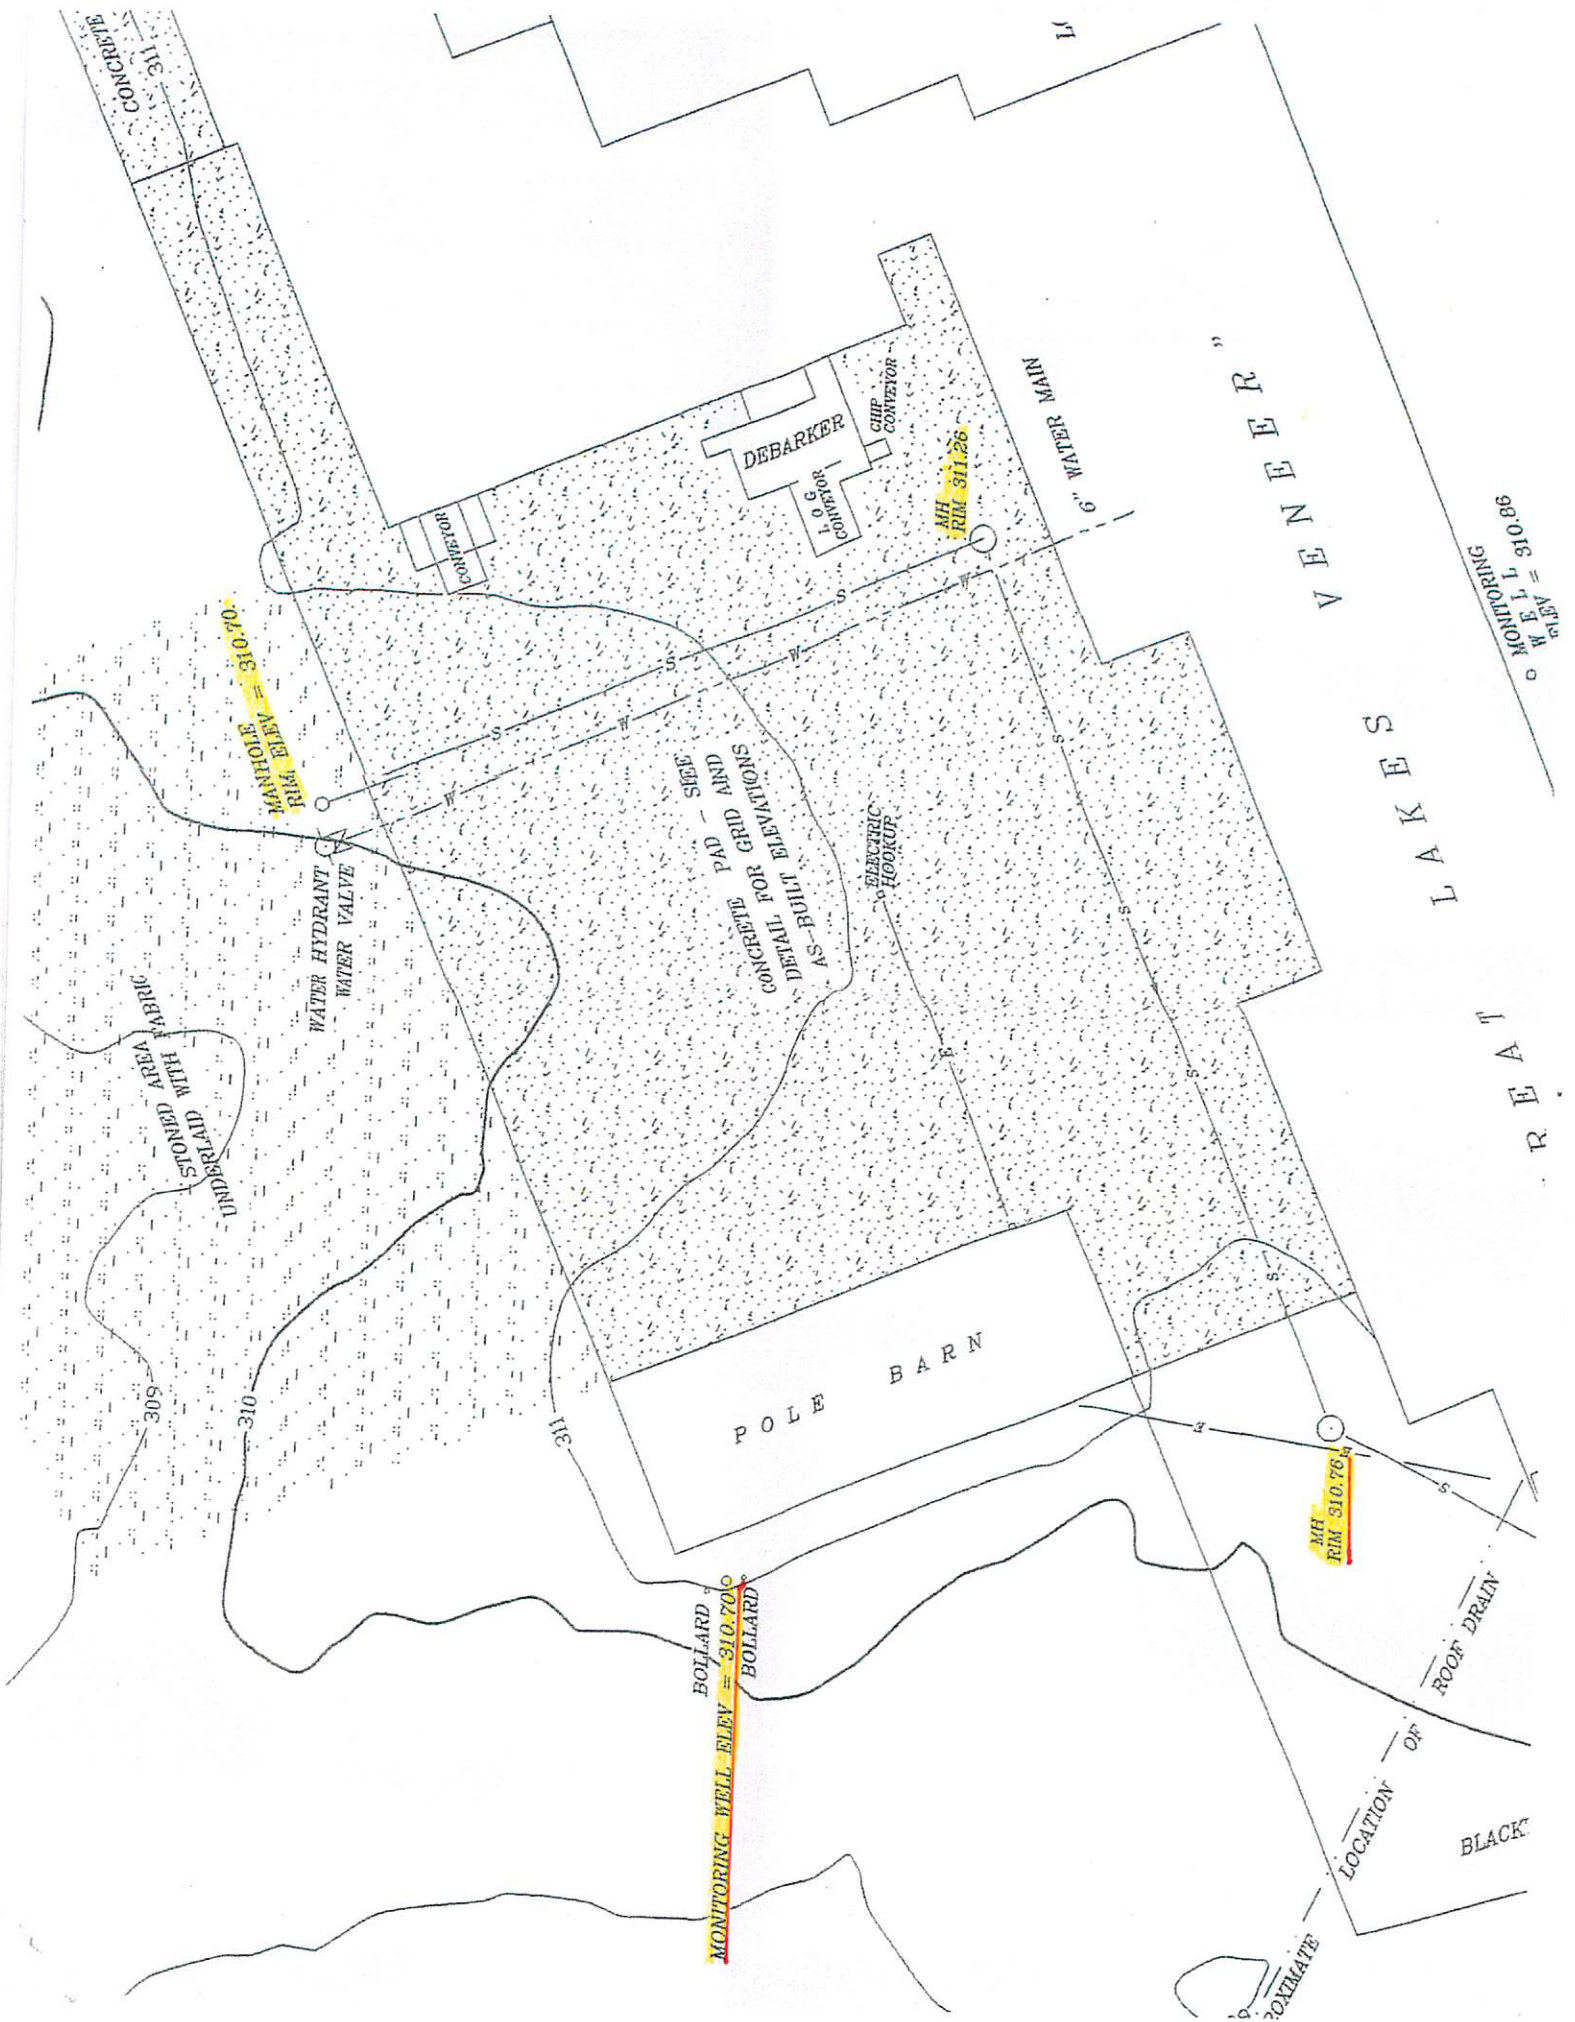 CONCRETE
311
L
MANHOLE
RIM ELEV = 310.70.
CONVEYOR
DEBARKER
CHIP
CONVEYOR
LOG
CONVEYOR
MH
RIM 311.26
6" WATER MAIN
S
S
S
W
W
W
W
WATER HYDRANT
WATER VALVE
CONCRETE PAD - SEE
DETAIL FOR GRID AND
AS-BUILT ELEVATIONS
ELECTRIC
HOOKUP
STONED AREA
UNDERLAID WITH FABRIC
REAT LAKES VENEER"
MONITORING
WELL
ELEV = 310.86
S
S
S
S
E
309
310
311
POLE BARN
E
S
MH
RIM 310.76
BOLLARD
MONITORING WELL ELEV = 310.70
BOLLARD
OXIMATE LOCATION OF ROOF DRAIN
BLACKT